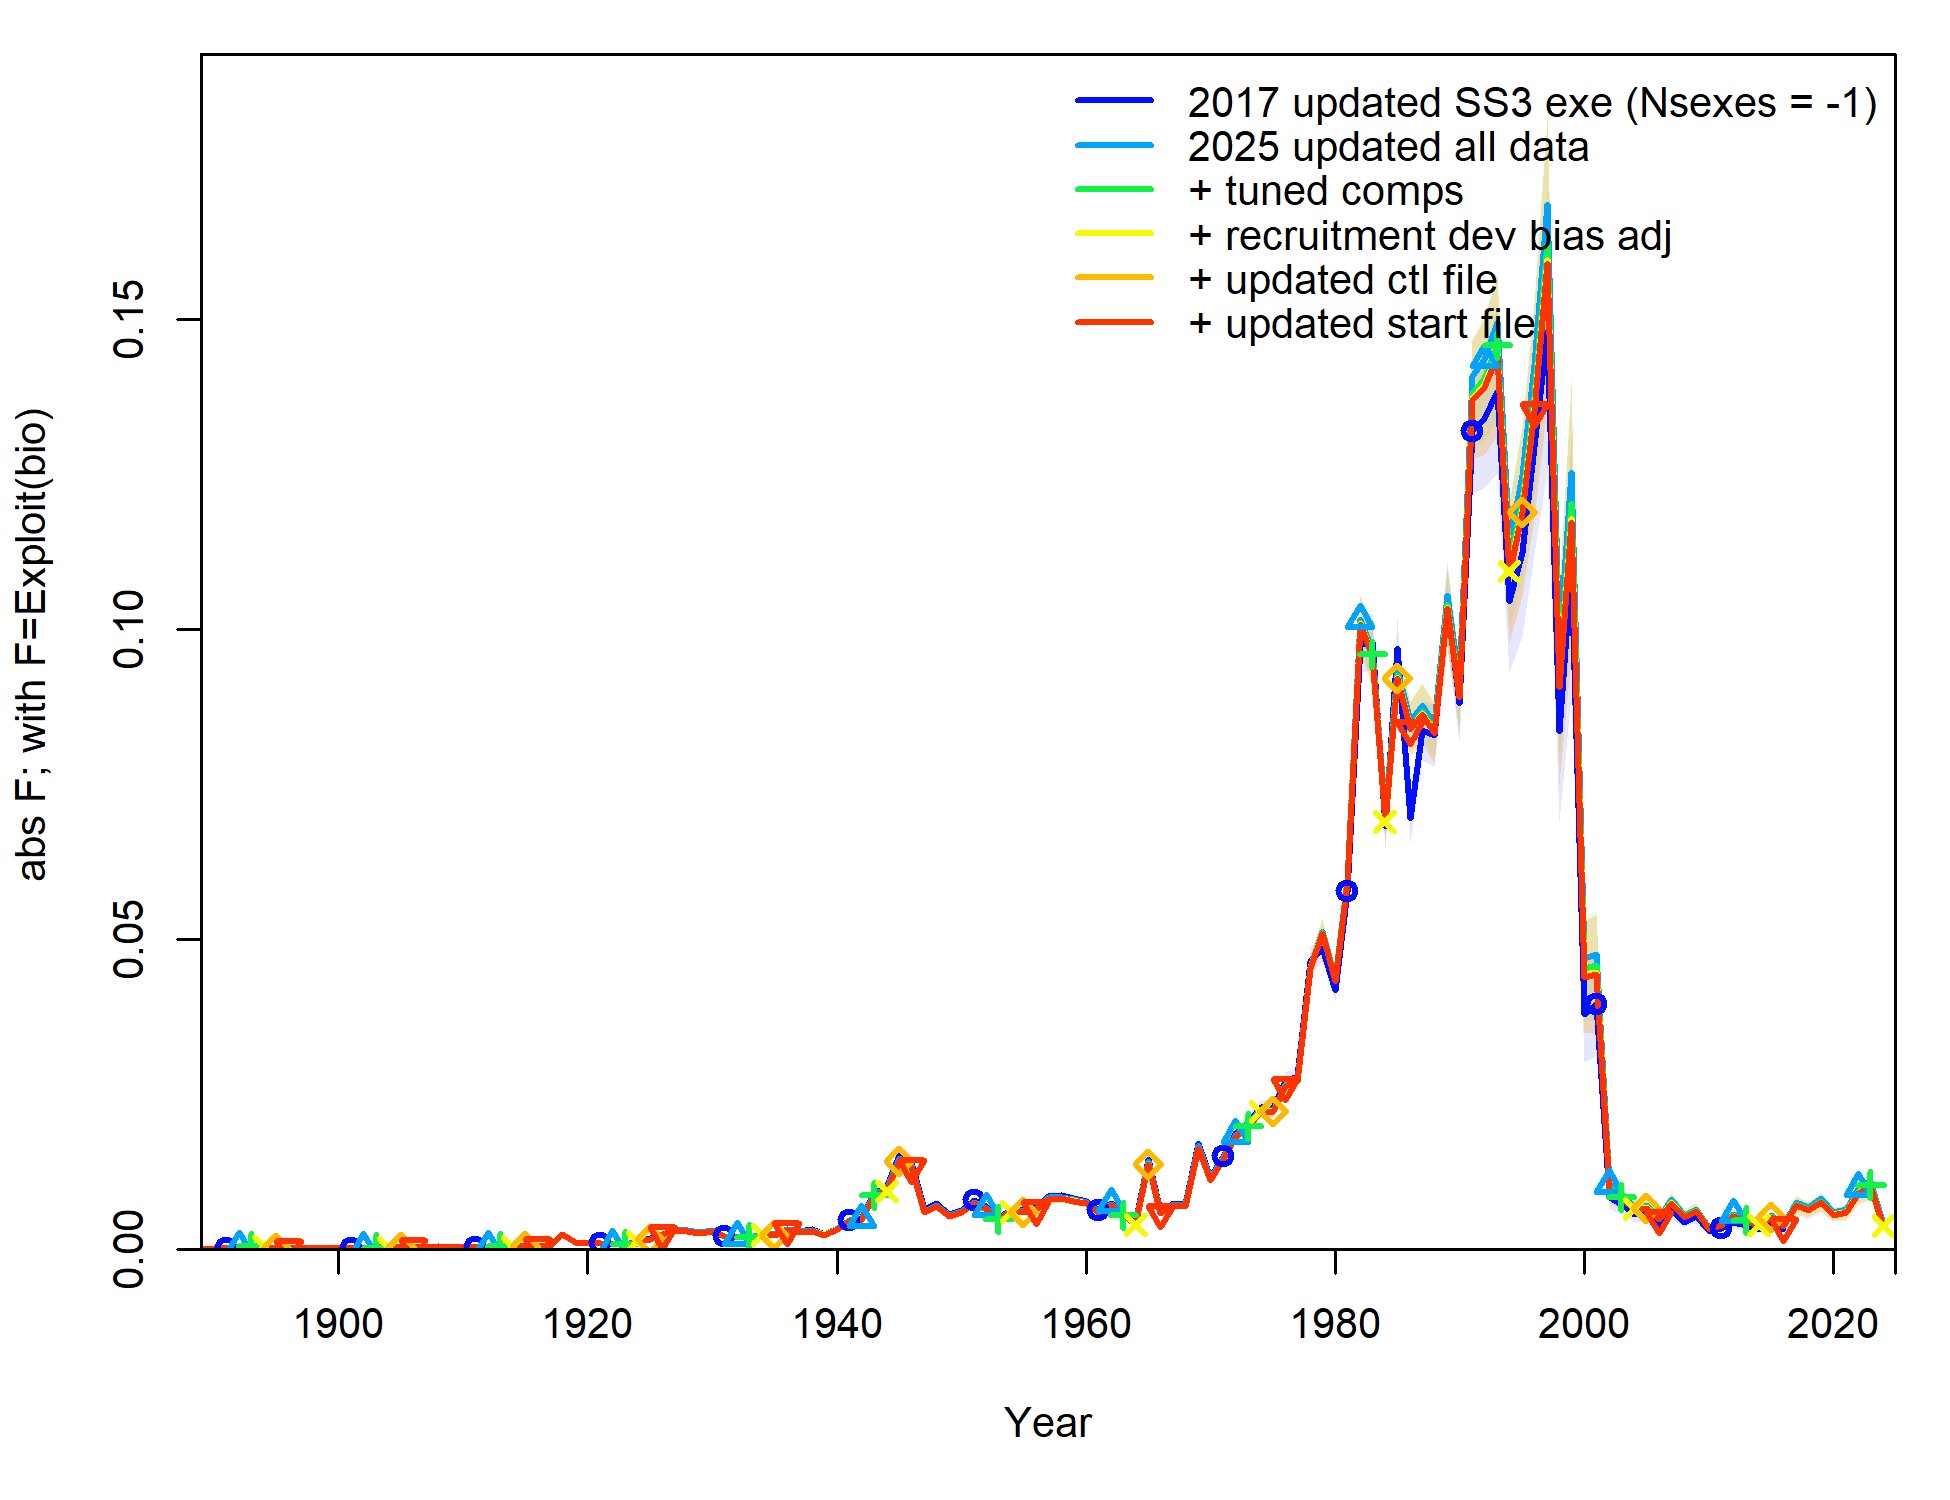 2017 updated SS3 exe (Nsexes = -1)
2025 updated all data
+ tuned comps
+ recruitment dev bias adj
+ updated ctl file
+ updated start file
abs F; with F=Exploit(bio)
0.15
0.10
0.05
0.00
1900 1920 1940 1960 1980 2000 2020
Year